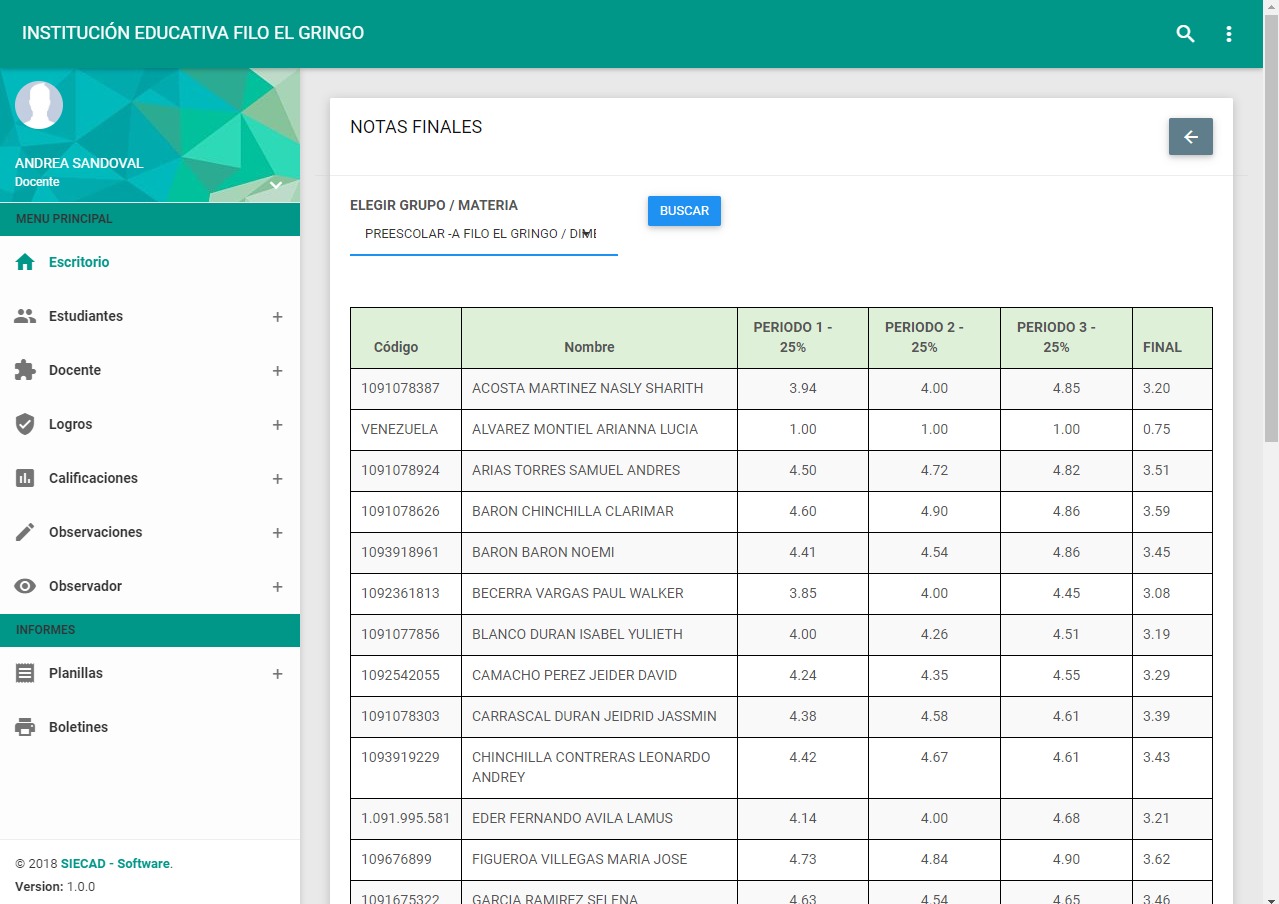 INSTITUCIÓN EDUCATIVA FILO EL GRINGO
ANDREA SANDOVAL
Docente
MENU PRINCIPAL
Escritorio
Estudiantes +
Docente +
Logros +
Calificaciones +
Observaciones +
Observador +
INFORMES
Planillas +
Boletines
© 2018 SIECAD - Software.
Version: 1.0.0
NOTAS FINALES
ELEGIR GRUPO / MATERIA
BUSCAR
PREESCOLAR -A FILO EL GRINGO /
Código Nombre PERIODO 1 - 25% PERIODO 2 - 25% PERIODO 3 - 25% FINAL
1091078387 ACOSTA MARTINEZ NASLY SHARITH 3.94 4.00 4.85 3.20
VENEZUELA ALVAREZ MONTIEL ARIANNA LUCIA 1.00 1.00 1.00 0.75
1091078924 ARIAS TORRES SAMUEL ANDRES 4.50 4.72 4.82 3.51
1091078626 BARON CHINCHILLA CLARIMAR 4.60 4.90 4.86 3.59
1093918961 BARON BARON NOEMI 4.41 4.54 4.86 3.45
1092361813 BECERRA VARGAS PAUL WALKER 3.85 4.00 4.45 3.08
1091077856 BLANCO DURAN ISABEL YULIETH 4.00 4.26 4.51 3.19
1092542055 CAMACHO PEREZ JEIDER DAVID 4.24 4.35 4.55 3.29
1091078303 CARRASCAL DURAN JEIDRID JASSMIN 4.38 4.58 4.61 3.39
1093919229 CHINCHILLA CONTRERAS LEONARDO 4.42 4.67 4.61 3.43
ANDREY
1.091.995.581 EDER FERNANDO AVILA LAMUS 4.14 4.00 4.68 3.21
109676899 FIGUEROA VILLEGAS MARIA JOSE 4.73 4.84 4.90 3.62
1091675322 GARCIA RAMIREZ SELENA 4.63 4.54 4.65 3.46